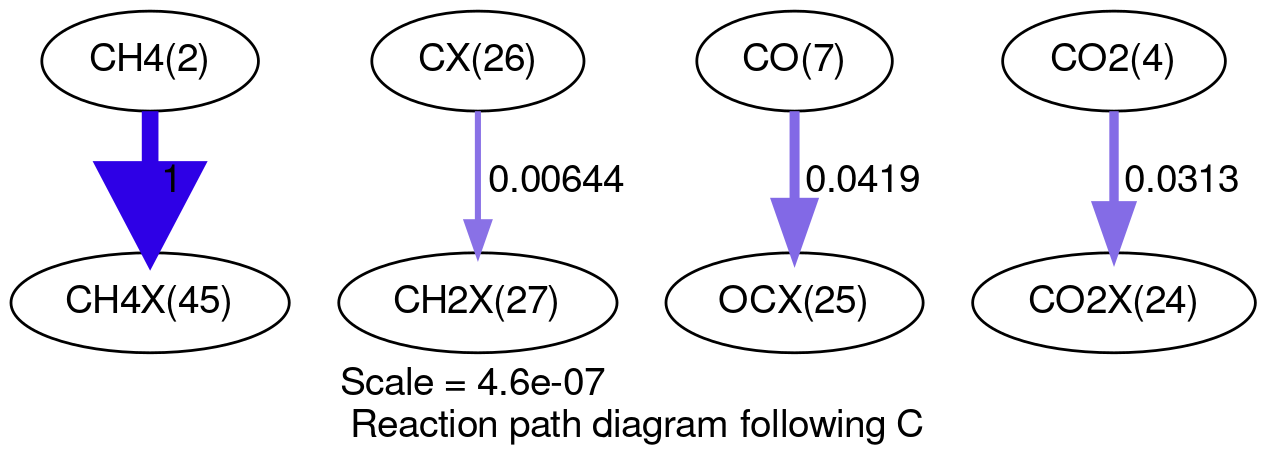 CH4(2) CX(26) CO(7) CO2(4)
1 0.00644 0.0419 0.0313
CH4X(45) CH2X(27) OCX(25) CO2X(24)
Scale = 4.6e-07
Reaction path diagram following C